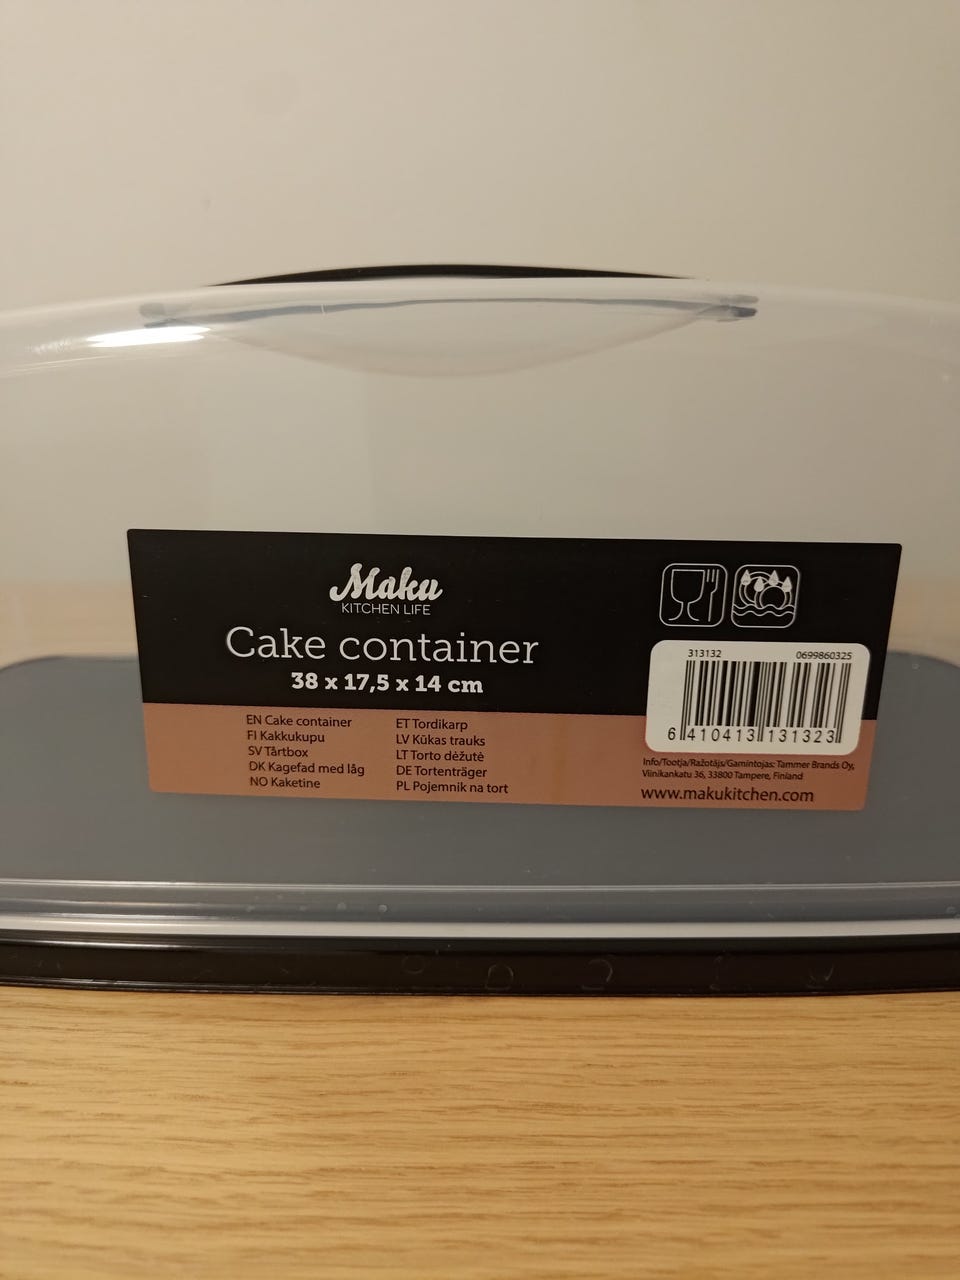 Maku
KITCHEN LIFE
Cake container
38 x 17,5 x 14 cm
EN Cake container
FI Kakkukupu
SV Tårtbox
DK Kagefad med låg
NO Kaketine
ET Tordikarp
LV Kūkas trauks
LT Torto dėžutė
DE Tortenträger
PL Pojemnik na tort
313132 0699860325
6 410413 131323
Info/Tootja/Ražotājs/Gamintojas: Tammer Brands Oy,
Viinikankatu 36, 33800 Tampere, Finland
www.makukitchen.com